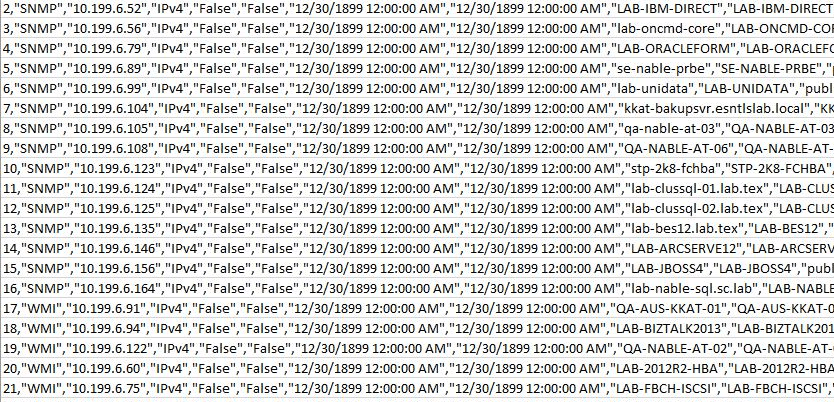 2,"SNMP","10.199.6.52","IPv4","False","False","12/30/1899 12:00:00 AM","12/30/1899 12:00:00 AM","LAB-IBM-DIRECT","LAB-IBM-DIRECT
3,"SNMP","10.199.6.56","IPv4","False","False","12/30/1899 12:00:00 AM","12/30/1899 12:00:00 AM","lab-oncmd-core","LAB-ONCMD-COR
4,"SNMP","10.199.6.79","IPv4","False","False","12/30/1899 12:00:00 AM","12/30/1899 12:00:00 AM","LAB-ORACLEFORM","LAB-ORACLEFO
5,"SNMP","10.199.6.89","IPv4","False","False","12/30/1899 12:00:00 AM","12/30/1899 12:00:00 AM","se-nable-prbe","SE-NABLE-PRBE","
6,"SNMP","10.199.6.99","IPv4","False","False","12/30/1899 12:00:00 AM","12/30/1899 12:00:00 AM","lab-unidata","LAB-UNIDATA","publ
7,"SNMP","10.199.6.104","IPv4","False","False","12/30/1899 12:00:00 AM","12/30/1899 12:00:00 AM","kkat-bakupsvr.esntlslab.local","KK
8,"SNMP","10.199.6.105","IPv4","False","False","12/30/1899 12:00:00 AM","12/30/1899 12:00:00 AM","qa-nable-at-03","QA-NABLE-AT-03
9,"SNMP","10.199.6.108","IPv4","False","False","12/30/1899 12:00:00 AM","12/30/1899 12:00:00 AM","QA-NABLE-AT-06","QA-NABLE-AT-
10,"SNMP","10.199.6.123","IPv4","False","False","12/30/1899 12:00:00 AM","12/30/1899 12:00:00 AM","stp-2k8-fchba","STP-2K8-FCHBA",
11,"SNMP","10.199.6.124","IPv4","False","False","12/30/1899 12:00:00 AM","12/30/1899 12:00:00 AM","lab-clussql-01.lab.tex","LAB-CLUS
12,"SNMP","10.199.6.125","IPv4","False","False","12/30/1899 12:00:00 AM","12/30/1899 12:00:00 AM","lab-clussql-02.lab.tex","LAB-CLUS
13,"SNMP","10.199.6.135","IPv4","False","False","12/30/1899 12:00:00 AM","12/30/1899 12:00:00 AM","lab-bes12.lab.tex","LAB-BES12",
14,"SNMP","10.199.6.146","IPv4","False","False","12/30/1899 12:00:00 AM","12/30/1899 12:00:00 AM","LAB-ARCSERVE12","LAB-ARCSERV
15,"SNMP","10.199.6.156","IPv4","False","False","12/30/1899 12:00:00 AM","12/30/1899 12:00:00 AM","LAB-JBOSS4","LAB-JBOSS4","publ
16,"SNMP","10.199.6.164","IPv4","False","False","12/30/1899 12:00:00 AM","12/30/1899 12:00:00 AM","lab-nable-sql.sc.lab","LAB-NABLE
17,"WMI","10.199.6.91","IPv4","False","False","12/30/1899 12:00:00 AM","12/30/1899 12:00:00 AM","QA-AUS-KKAT-01","QA-AUS-KKAT-0
18,"WMI","10.199.6.94","IPv4","False","False","12/30/1899 12:00:00 AM","12/30/1899 12:00:00 AM","LAB-BIZTALK2013","LAB-BIZTALK201
19,"WMI","10.199.6.122","IPv4","False","False","12/30/1899 12:00:00 AM","12/30/1899 12:00:00 AM","QA-NABLE-AT-02","QA-NABLE-AT-
20,"WMI","10.199.6.60","IPv4","False","False","12/30/1899 12:00:00 AM","12/30/1899 12:00:00 AM","LAB-2012R2-HBA","LAB-2012R2-HBA
21,"WMI","10.199.6.75","IPv4","False","False","12/30/1899 12:00:00 AM","12/30/1899 12:00:00 AM","LAB-FBCH-ISCSI","LAB-FBCH-ISCSI",